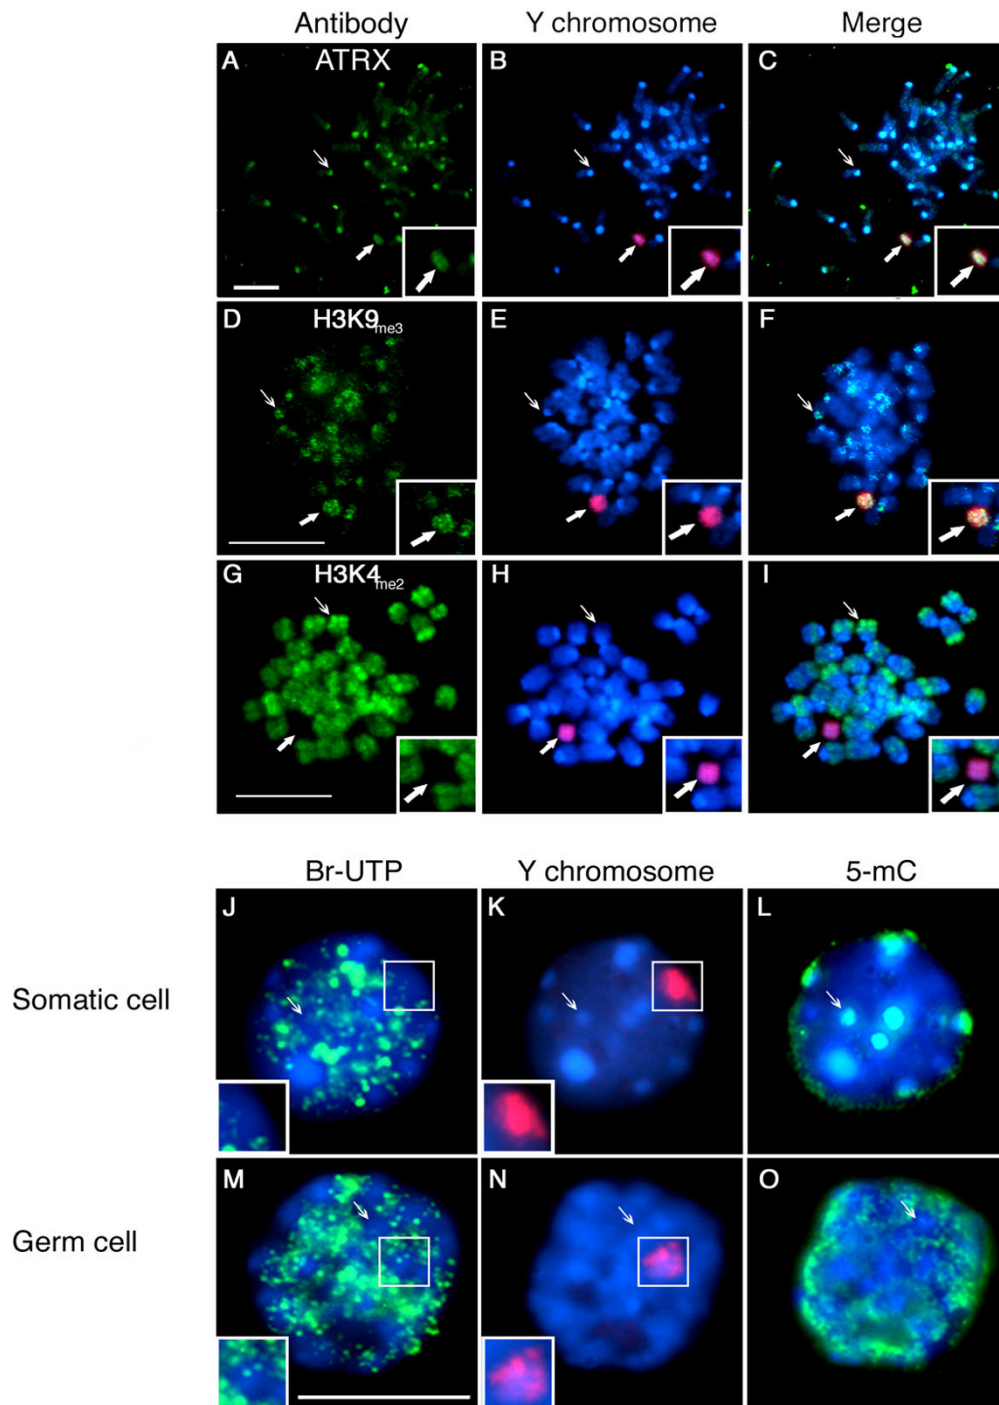 Antibody Y chromosome Merge
A ATRX B C
D H3K9me3 E F
G H3K4me2 H I
Br-UTP Y chromosome 5-mC
J K L
Somatic cell
M N O
Germ cell